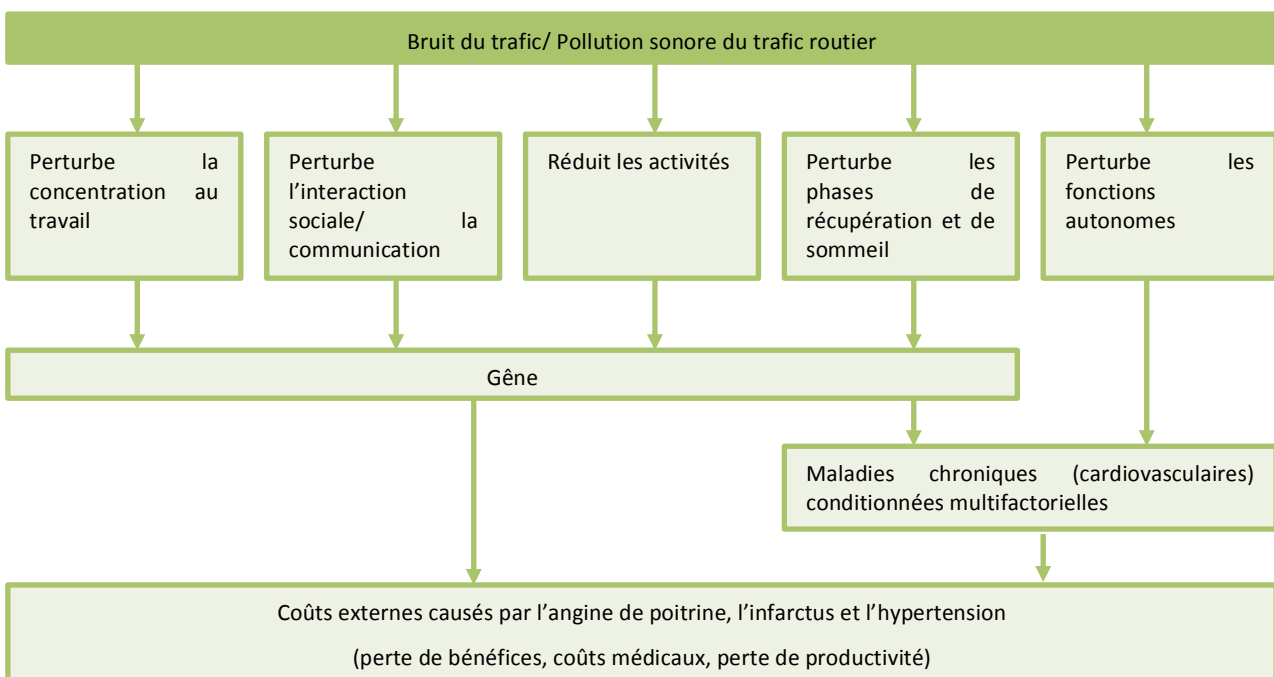 Bruit du trafic/ Pollution sonore du trafic routier
Perturbe la
concentration au
travail
Perturbe
l’interaction
sociale/ la
communication
Réduit les activités
Perturbe les
phases de
récupération et de
sommeil
Perturbe les
fonctions
autonomes
Gêne
Maladies chroniques (cardiovasculaires)
conditionnées multifactorielles
Coûts externes causés par l’angine de poitrine, l’infarctus et l’hypertension
(perte de bénéfices, coûts médicaux, perte de productivité)